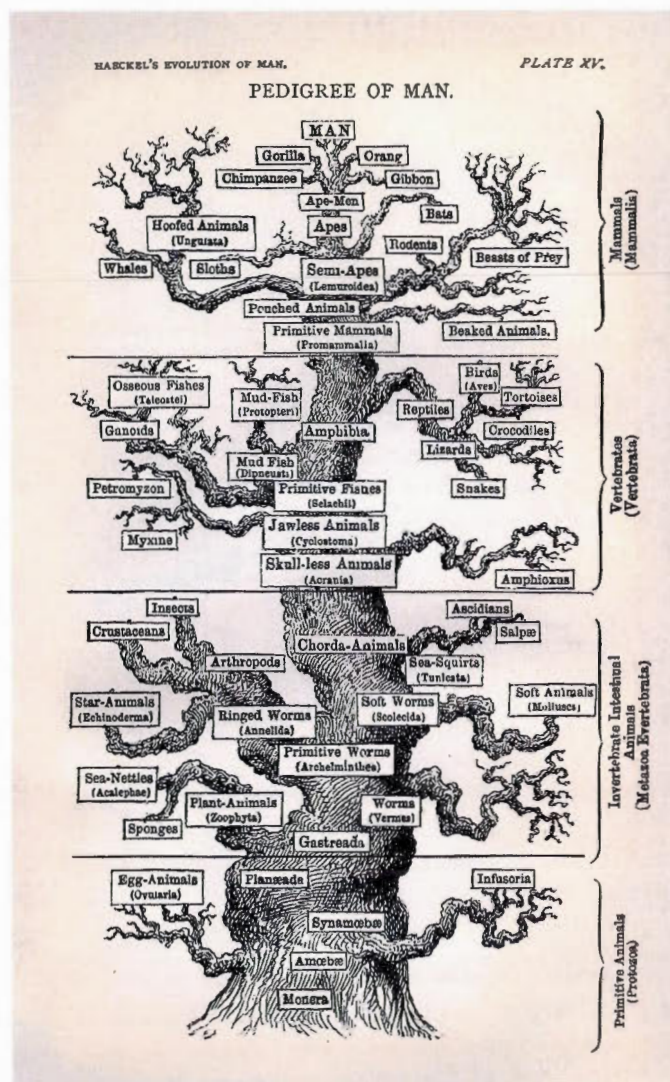 HAECKEL'S EVOLUTION OF MAN.
PLATE XV.
PEDIGREE OF MAN.
MAN
Gorilla
Orang
Chimpanzee
Gibbon
Ape-Men
Bats
Apes
Hoofed Animals
(Ungulata)
Rodents
Beasts of Prey
Whales
Sloths
Semi-Apes
(Lemuroidea)
Pouched Animals
Primitive Mammals
(Promammalia)
Beaked Animals.
Mammals
(Mammalia)
Osseous Fishes
(Teleostei)
Mud-Fish
(Protopteri)
Birds
(Aves)
Tortoises
Reptiles
Ganoids
Amphibia
Crocodiles
Lizards
Mud Fish
(Dipneusti)
Petromyzon
Primitive Fishes
(Selachii)
Snakes
Jawless Animals
(Cyclostoma)
Myxine
Skull-less Animals
(Acrania)
Amphioxus
Vertebrates
(Vertebrata)
Insects
Ascidians
Crustaceans
Salpæ
Chorda-Animals
Arthropods
Sea-Squirts
(Tunicata)
Star-Animals
(Echinoderma)
Ringed Worms
(Annelida)
Soft Worms
(Scolecida)
Soft Animals
(Mollusca)
Primitive Worms
(Archelminthes)
Sea-Nettles
(Acalephae)
Plant-Animals
(Zoophyta)
Worms
(Vermes)
Sponges
Gastreada
Invertebrate Intestinal
Animals
(Metazoa Evertebrata)
Egg-Animals
(Ovularia)
Planæada
Infusoria
Synamœbæ
Amœbæ
Monera
Primitive Animals
(Protozoa)